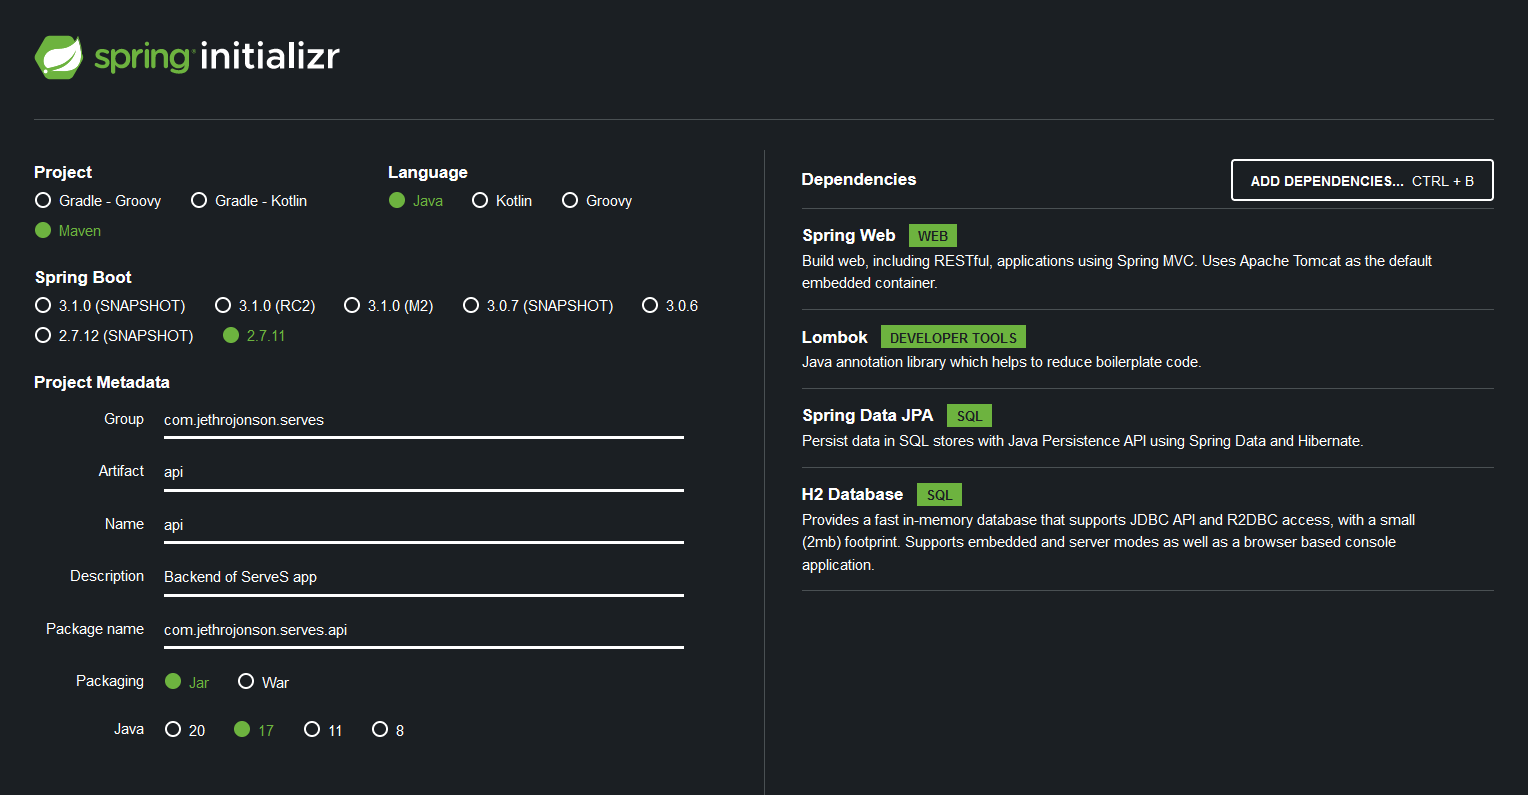 spring initializr
Project
Gradle - Groovy Gradle - Kotlin
Maven
Language
Java Kotlin Groovy
Spring Boot
3.1.0 (SNAPSHOT) 3.1.0 (RC2) 3.1.0 (M2) 3.0.7 (SNAPSHOT) 3.0.6
2.7.12 (SNAPSHOT) 2.7.11
Project Metadata
Group com.jethrojonson.serves
Artifact api
Name api
Description Backend of ServeS app
Package name com.jethrojonson.serves.api
Packaging Jar War
Java 20 17 11 8
Dependencies
ADD DEPENDENCIES... CTRL + B
Spring Web WEB
Build web, including RESTful, applications using Spring MVC. Uses Apache Tomcat as the default
embedded container.
Lombok DEVELOPER TOOLS
Java annotation library which helps to reduce boilerplate code.
Spring Data JPA SQL
Persist data in SQL stores with Java Persistence API using Spring Data and Hibernate.
H2 Database SQL
Provides a fast in-memory database that supports JDBC API and R2DBC access, with a small
(2mb) footprint. Supports embedded and server modes as well as a browser based console
application.